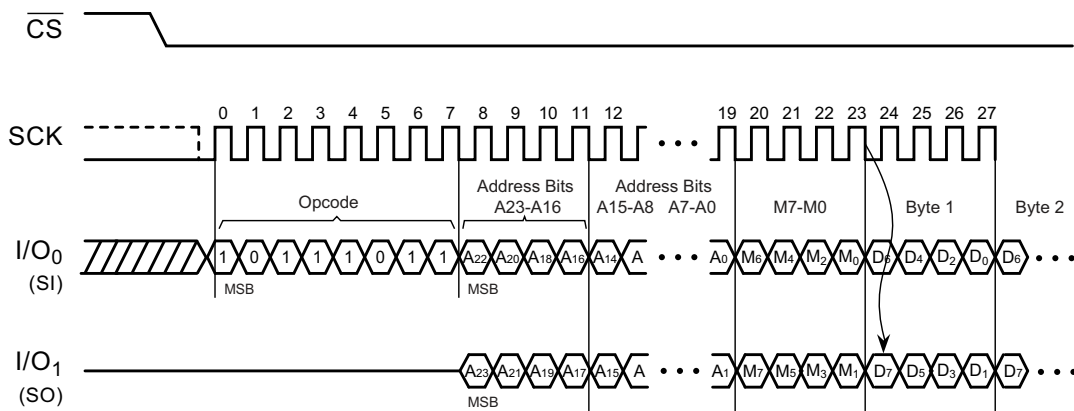 CS
0 1 2 3 4 5 6 7 8 9 10 11 12 19 20 21 22 23 24 25 26 27
SCK
Opcode
Address Bits
A23-A16
Address Bits
A15-A8 A7-A0
M7-M0
Byte 1
Byte 2
I/O0
(SI)
1 0 1 1 1 0 1 1 A22 A20 A18 A16 A14 A A0 M6 M4 M2 M0 D6 D4 D2 D0 D6
MSB
MSB
I/O1
(SO)
A23 A21 A19 A17 A15 A A1 M7 M5 M3 M1 D7 D5 D3 D1 D7
MSB